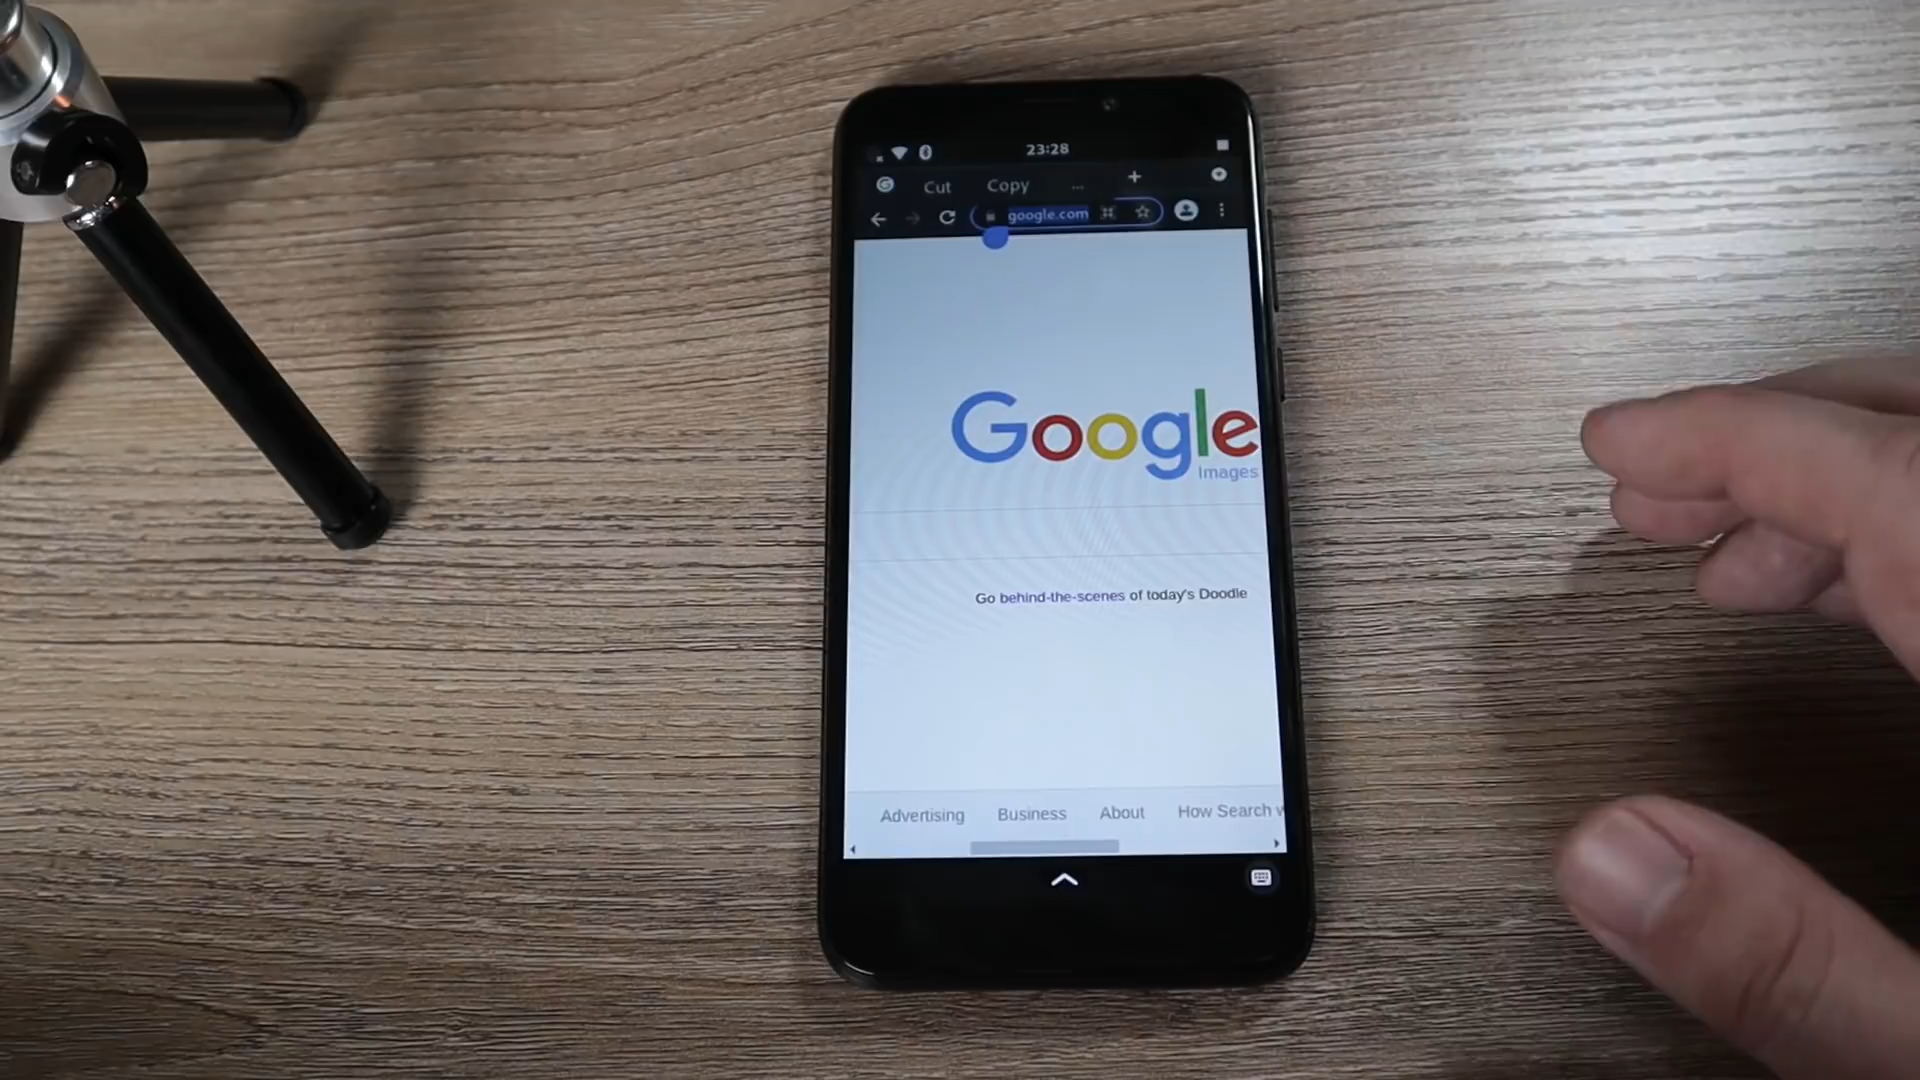 23:28
Cut Copy ...
google.com
Google
Images
Go behind-the-scenes of today's Doodle
Advertising Business About How Search w